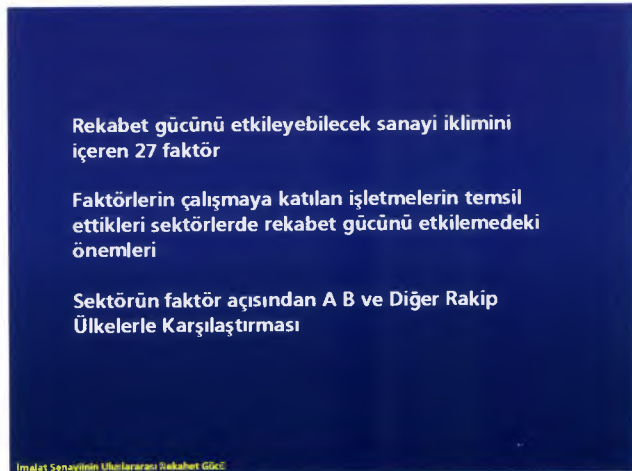 Rekabet gücünü etkileyebilecek sanayi iklimini
içeren 27 faktör
Faktörlerin çalışmaya katılan işletmelerin temsil
ettikleri sektörlerde rekabet gücünü etkilemedeki
önemleri
Sektörün faktör açısından A B ve Diğer Rakip
Ülkelerle Karşılaştırması
İmalat Sanayiinin Uluslararası Rekabet Gücü